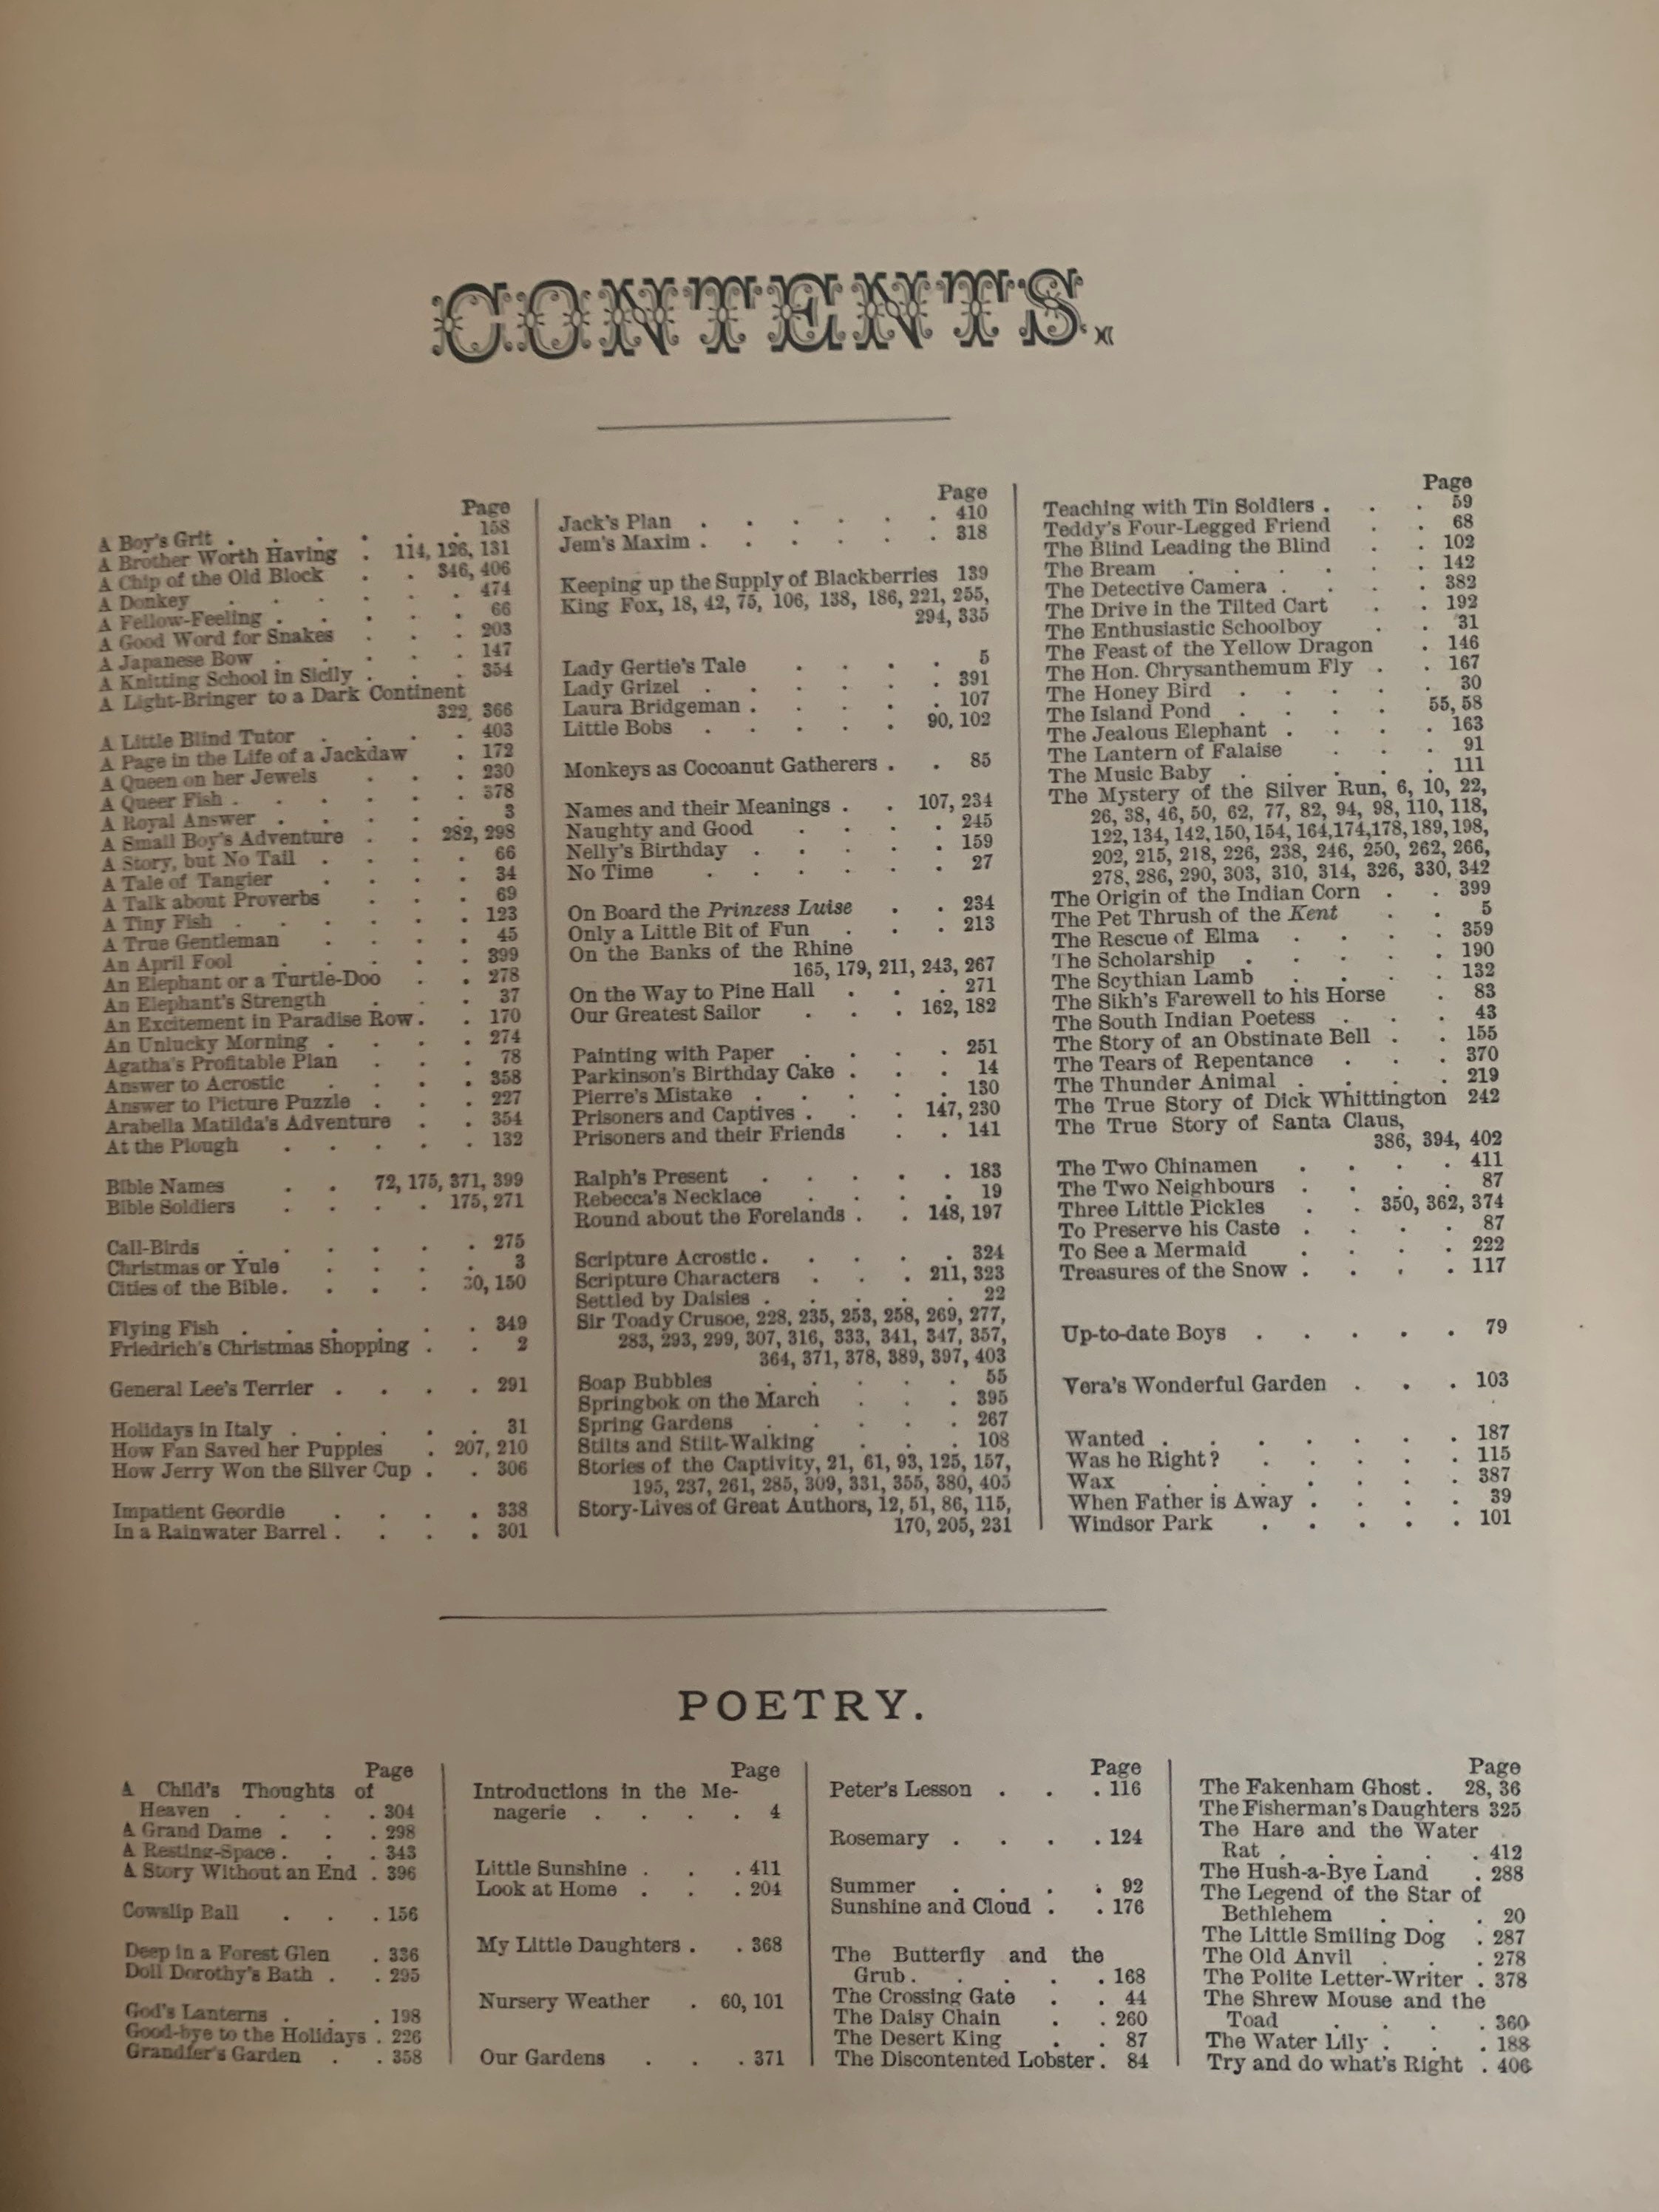 CONTENTS.
Page
A Boy's Grit . . . . . . 158
A Brother Worth Having . 114, 126, 131
A Chip of the Old Block . . 346, 406
A Donkey . . . . . . 474
A Fellow-Feeling . . . . . 66
A Good Word for Snakes . . . 203
A Japanese Bow . . . . . 147
A Knitting School in Sicily . . . 354
A Light-Bringer to a Dark Continent
322, 366
A Little Blind Tutor . . . . 403
A Page in the Life of a Jackdaw . 172
A Queen on her Jewels . . . 230
A Queer Fish . . . . . . 378
A Royal Answer . . . . . 3
A Small Boy's Adventure . . 282, 298
A Story, but No Tail . . . . 66
A Tale of Tangier . . . . 34
A Talk about Proverbs . . . 69
A Tiny Fish . . . . . . 123
A True Gentleman . . . . 45
An April Fool . . . . . 399
An Elephant or a Turtle-Doo . . 278
An Elephant's Strength . . . 37
An Excitement in Paradise Row . . 170
An Unlucky Morning . . . . 274
Agatha's Profitable Plan . . . 78
Answer to Acrostic . . . . 358
Answer to Picture Puzzle . . . 227
Arabella Matilda's Adventure . . 354
At the Plough . . . . . 132
Bible Names . . 72, 175, 371, 399
Bible Soldiers . . . . 175, 271
Call-Birds . . . . . . 275
Christmas or Yule . . . . 3
Cities of the Bible . . . . 30, 150
Flying Fish . . . . . . 349
Friedrich's Christmas Shopping . . 2
General Lee's Terrier . . . . 291
Holidays in Italy . . . . . 31
How Fan Saved her Puppies . 207, 210
How Jerry Won the Silver Cup . . 306
Impatient Geordie . . . . 338
In a Rainwater Barrel . . . . 301
Page
Jack's Plan . . . . . . 410
Jem's Maxim . . . . . . 318
Keeping up the Supply of Blackberries 139
King Fox, 18, 42, 75, 106, 138, 186, 221, 255,
294, 335
Lady Gertie's Tale . . . . 5
Lady Grizel . . . . . . 391
Laura Bridgeman . . . . . 107
Little Bobs . . . . . 90, 102
Monkeys as Cocoanut Gatherers . . 85
Names and their Meanings . . 107, 234
Naughty and Good . . . . 245
Nelly's Birthday . . . . . 159
No Time . . . . . . 27
On Board the Prinzess Luise . . 234
Only a Little Bit of Fun . . . 213
On the Banks of the Rhine
165, 179, 211, 243, 267
On the Way to Pine Hall . . . 271
Our Greatest Sailor . . . 162, 182
Painting with Paper . . . . 251
Parkinson's Birthday Cake . . . 14
Pierre's Mistake . . . . . 130
Prisoners and Captives . . . 147, 230
Prisoners and their Friends . . 141
Ralph's Present . . . . . 183
Rebecca's Necklace . . . . 19
Round about the Forelands . . 148, 197
Scripture Acrostic . . . . . 324
Scripture Characters . . . 211, 323
Settled by Daisies . . . . . 22
Sir Toady Crusoe, 228, 235, 253, 258, 269, 277,
283, 293, 299, 307, 316, 333, 341, 347, 357,
364, 371, 378, 389, 397, 403
Soap Bubbles . . . . . 55
Springbok on the March . . . 395
Spring Gardens . . . . . 267
Stilts and Stilt-Walking . . . 108
Stories of the Captivity, 21, 61, 93, 125, 157,
195, 237, 261, 285, 309, 331, 355, 380, 405
Story-Lives of Great Authors, 12, 51, 86, 115,
170, 205, 231
Page
Teaching with Tin Soldiers . . . 59
Teddy's Four-Legged Friend . . 68
The Blind Leading the Blind . . 102
The Bream . . . . . . 142
The Detective Camera . . . . 382
The Drive in the Tilted Cart . . 192
The Enthusiastic Schoolboy . . 31
The Feast of the Yellow Dragon . 146
The Hon. Chrysanthemum Fly . . 167
The Honey Bird . . . . . 30
The Island Pond . . . . 55, 58
The Jealous Elephant . . . . 163
The Lantern of Falaise . . . 91
The Music Baby . . . . . 111
The Mystery of the Silver Run, 6, 10, 22,
26, 38, 46, 50, 62, 77, 82, 94, 98, 110, 118,
122, 134, 142, 150, 154, 164, 174, 178, 189, 198,
202, 215, 218, 226, 238, 246, 250, 262, 266,
278, 286, 290, 303, 310, 314, 326, 330, 342
The Origin of the Indian Corn . . 399
The Pet Thrush of the Kent . . 5
The Rescue of Elma . . . . 359
The Scholarship . . . . . 190
The Scythian Lamb . . . . 132
The Sikh's Farewell to his Horse . 83
The South Indian Poetess . . . 43
The Story of an Obstinate Bell . . 155
The Tears of Repentance . . . 370
The Thunder Animal . . . . 219
The True Story of Dick Whittington 242
The True Story of Santa Claus,
386, 394, 402
The Two Chinamen . . . . 411
The Two Neighbours . . . . 87
Three Little Pickles . . 350, 362, 374
To Preserve his Caste . . . . 87
To See a Mermaid . . . . 222
Treasures of the Snow . . . . 117
Up-to-date Boys . . . . . 79
Vera's Wonderful Garden . . . 103
Wanted . . . . . . . 187
Was he Right? . . . . . 115
Wax . . . . . . 387
When Father is Away . . . . 39
Windsor Park . . . . . 101
POETRY.
Page
A Child's Thoughts of
Heaven . . . . 304
A Grand Dame . . . 298
A Resting-Space . . . 343
A Story Without an End . 396
Cowslip Ball . . . 156
Deep in a Forest Glen . 336
Doll Dorothy's Bath . . 295
God's Lanterns . . . 198
Good-bye to the Holidays . 226
Grandfer's Garden . . 358
Page
Introductions in the Me-
nagerie . . . . 4
Little Sunshine . . . 411
Look at Home . . . 204
My Little Daughters . . 368
Nursery Weather . 60, 101
Our Gardens . . . 371
Page
Peter's Lesson . . . 116
Rosemary . . . . 124
Summer . . . . 92
Sunshine and Cloud . . 176
The Butterfly and the
Grub . . . . . 168
The Crossing Gate . . 44
The Daisy Chain . . 260
The Desert King . . 87
The Discontented Lobster . 84
Page
The Fakenham Ghost . 28, 36
The Fisherman's Daughters 325
The Hare and the Water
Rat . . . . . 412
The Hush-a-Bye Land . 288
The Legend of the Star of
Bethlehem . . . 20
The Little Smiling Dog . 287
The Old Anvil . . . 278
The Polite Letter-Writer . 378
The Shrew Mouse and the
Toad . . . . 360
The Water Lily . . . 188
Try and do what's Right . 406